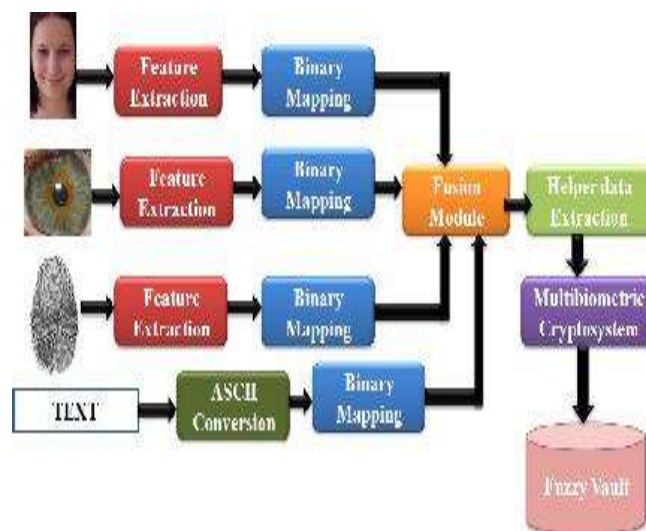 Feature
Extraction
Binary
Mapping
Feature
Extraction
Binary
Mapping
Fusion
Module
Helper data
Extraction
Feature
Extraction
Binary
Mapping
Multibiometric
Cryptosystem
TEXT
ASCII
Conversion
Binary
Mapping
Fuzzy Vault